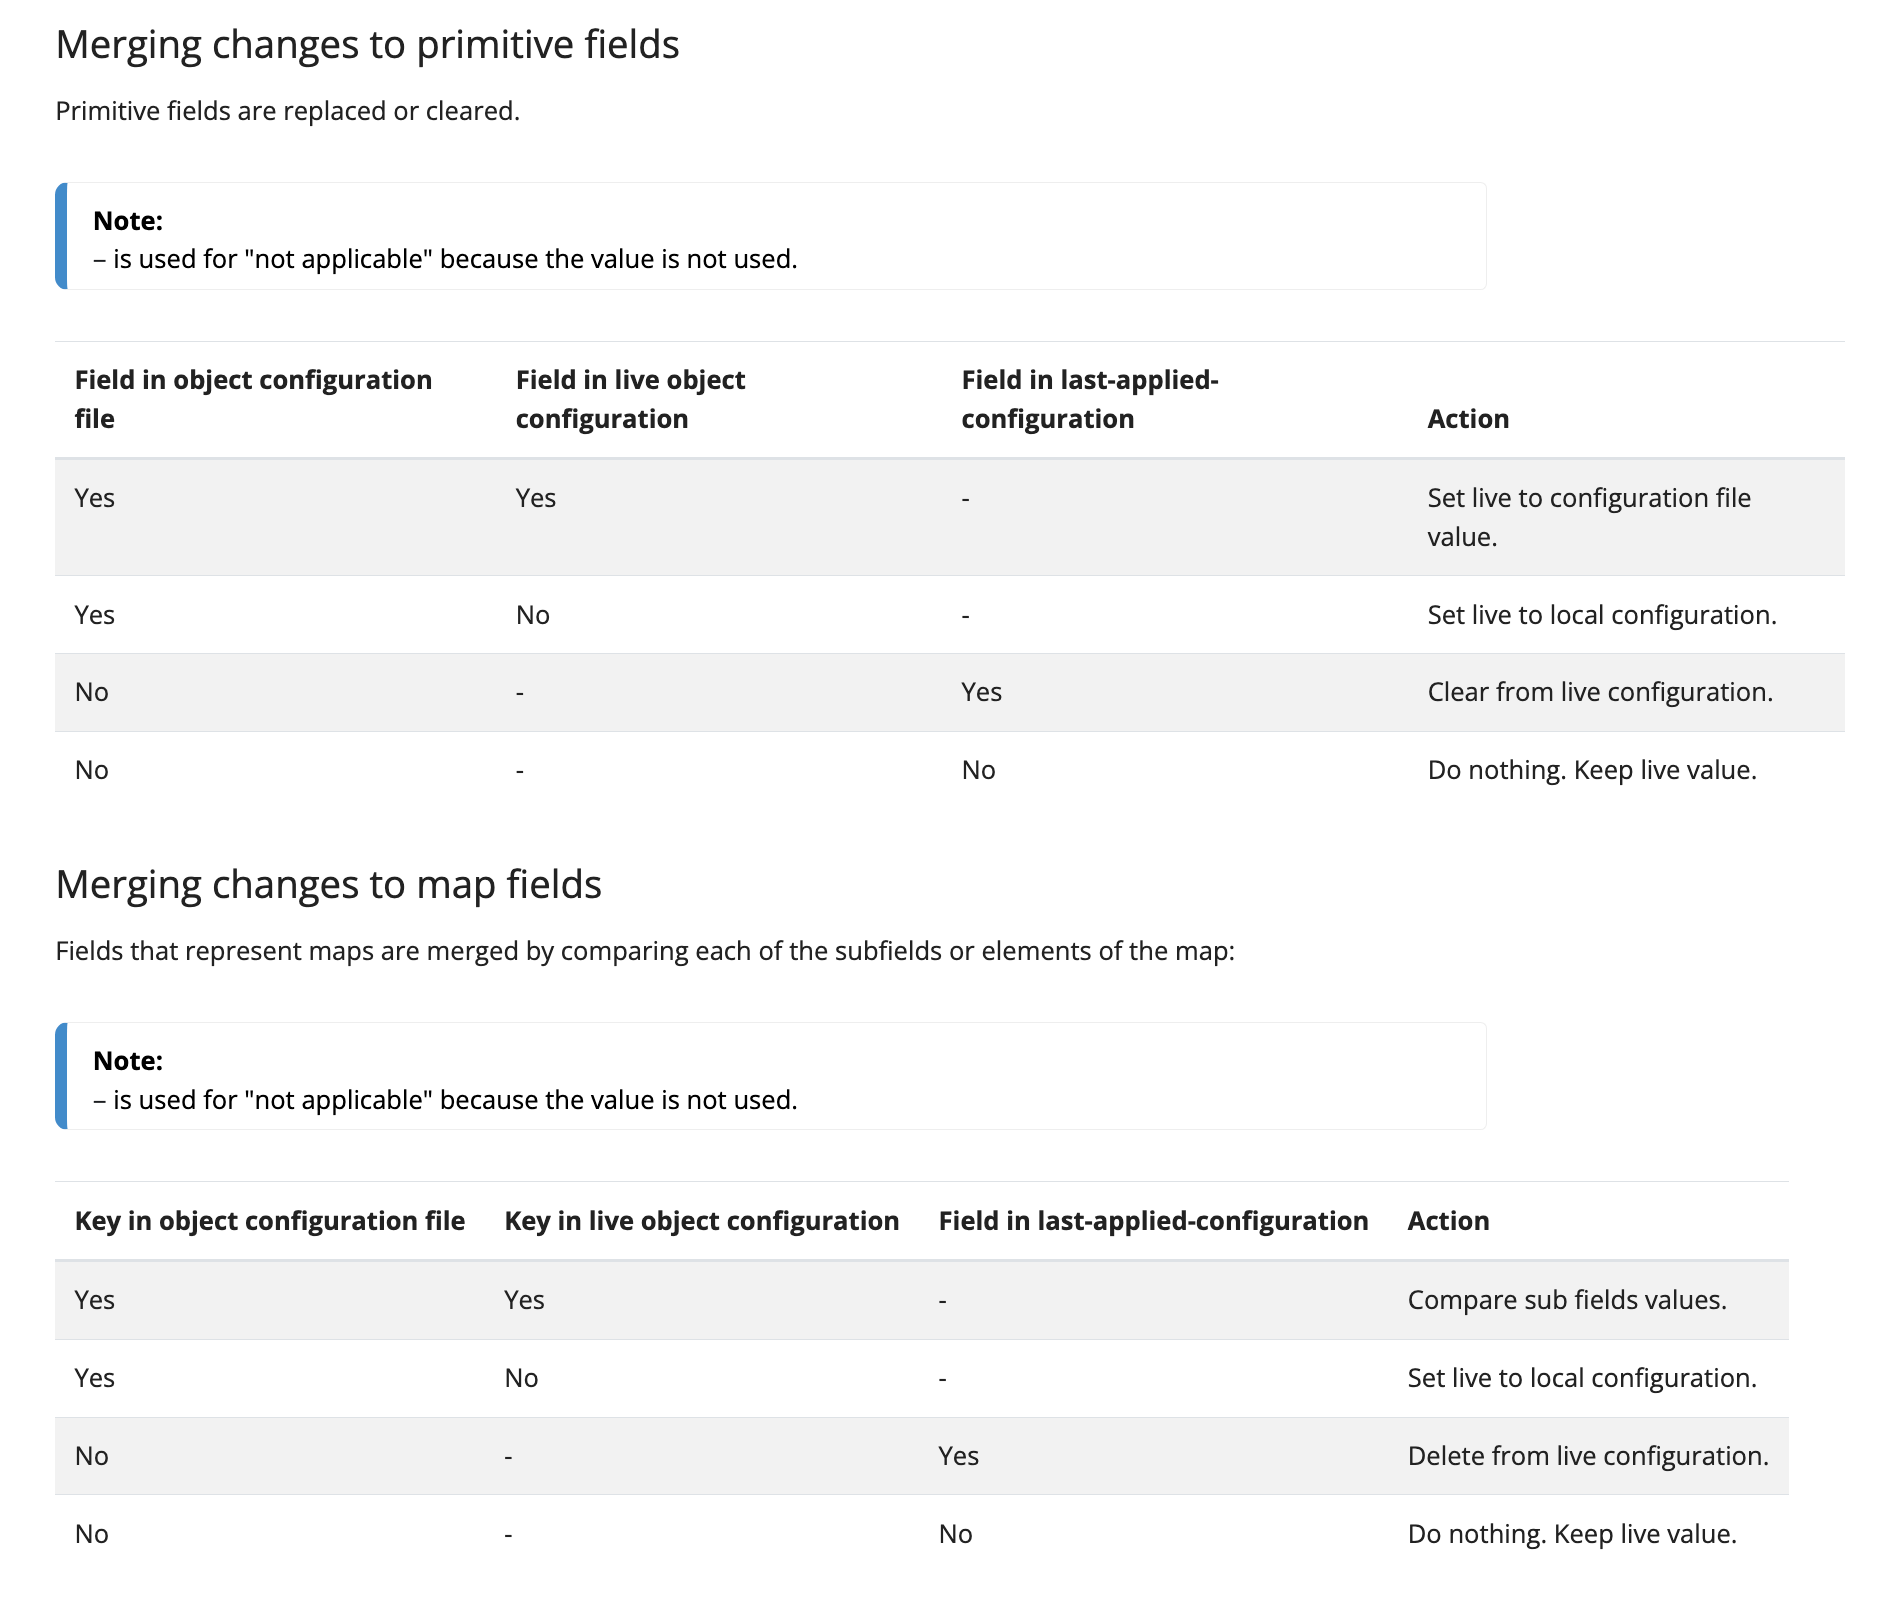 Merging changes to primitive fields
Primitive fields are replaced or cleared.
Note:
– is used for "not applicable" because the value is not used.
Field in object configuration file Field in live object configuration Field in last-applied-configuration Action
Yes Yes - Set live to configuration file value.
Yes No - Set live to local configuration.
No - Yes Clear from live configuration.
No - No Do nothing. Keep live value.
Merging changes to map fields
Fields that represent maps are merged by comparing each of the subfields or elements of the map:
Note:
– is used for "not applicable" because the value is not used.
Key in object configuration file Key in live object configuration Field in last-applied-configuration Action
Yes Yes - Compare sub fields values.
Yes No - Set live to local configuration.
No - Yes Delete from live configuration.
No - No Do nothing. Keep live value.